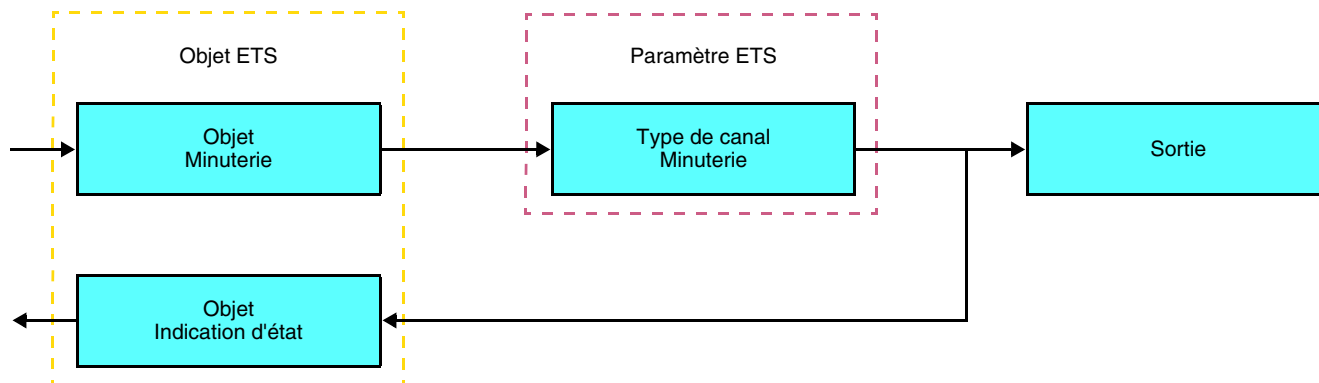 Objet ETS
Paramètre ETS
Objet
Minuterie
Type de canal
Minuterie
Sortie
Objet
Indication d'état